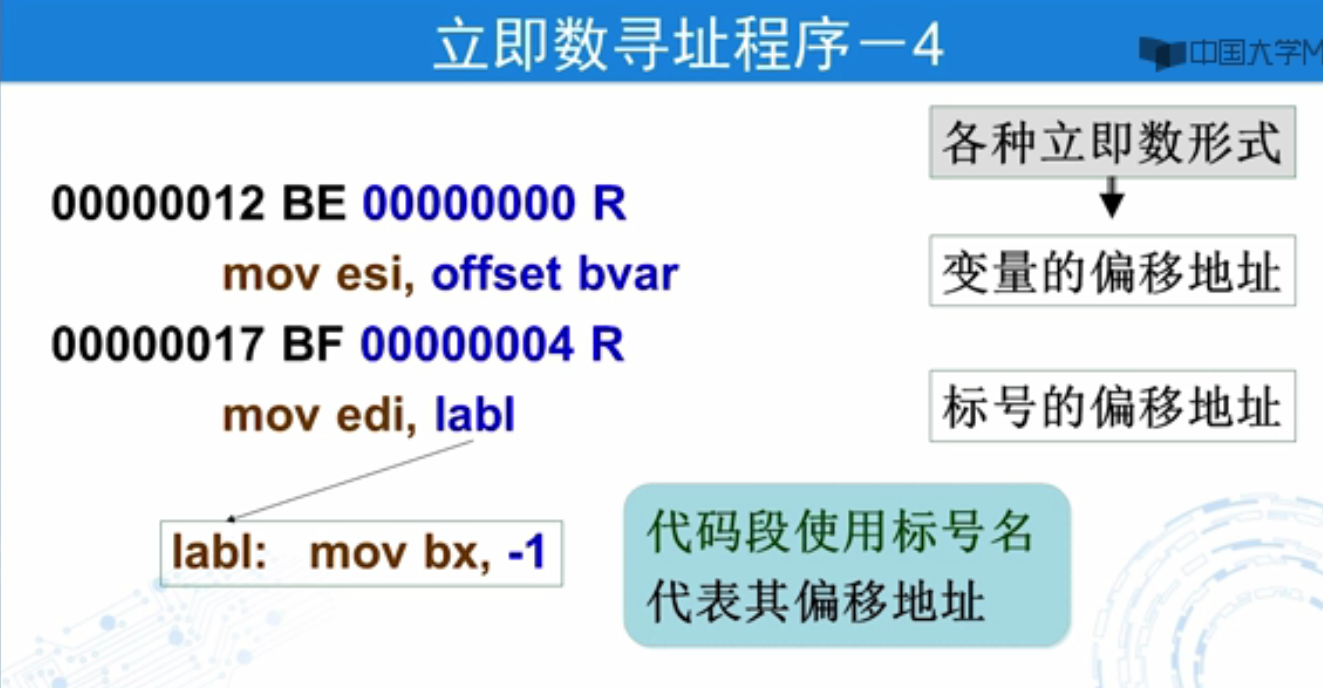 立即数寻址程序－4
中国大学M
各种立即数形式
00000012 BE 00000000 R
mov esi, offset bvar
变量的偏移地址
00000017 BF 00000004 R
mov edi, labl
标号的偏移地址
labl: mov bx, -1
代码段使用标号名
代表其偏移地址